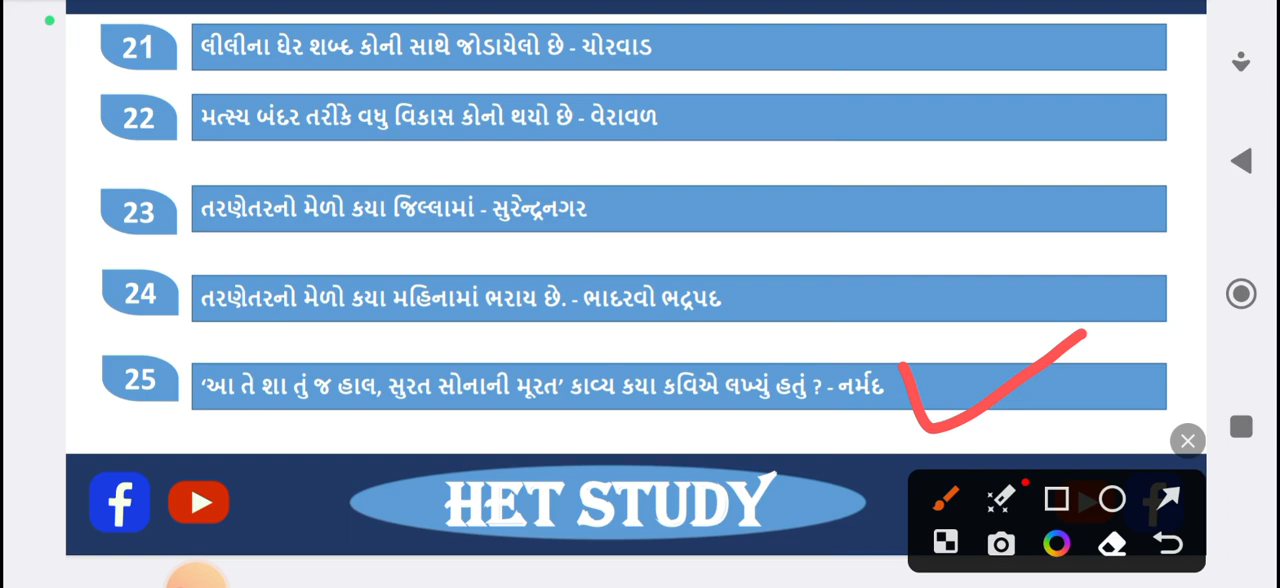 21
લીલીના ઘેર શબ્દ કોની સાથે જોડાયેલો છે - ચોરવાડ
22
મત્સ્ય બંદર તરીકે વધુ વિકાસ કોનો થયો છે - વેરાવળ
23
તરણેતરનો મેળો કયા જિલ્લામાં - સુરેન્દ્રનગર
24
તરણેતરનો મેળો કયા મહિનામાં ભરાય છે. - ભાદરવો ભદ્રપદ
25
‘આ તે શા તું જ હાલ, સુરત સોનાની મૂરત’ કાવ્ય કયા કવિએ લખ્યું હતું ? - નર્મદ
HET STUDY